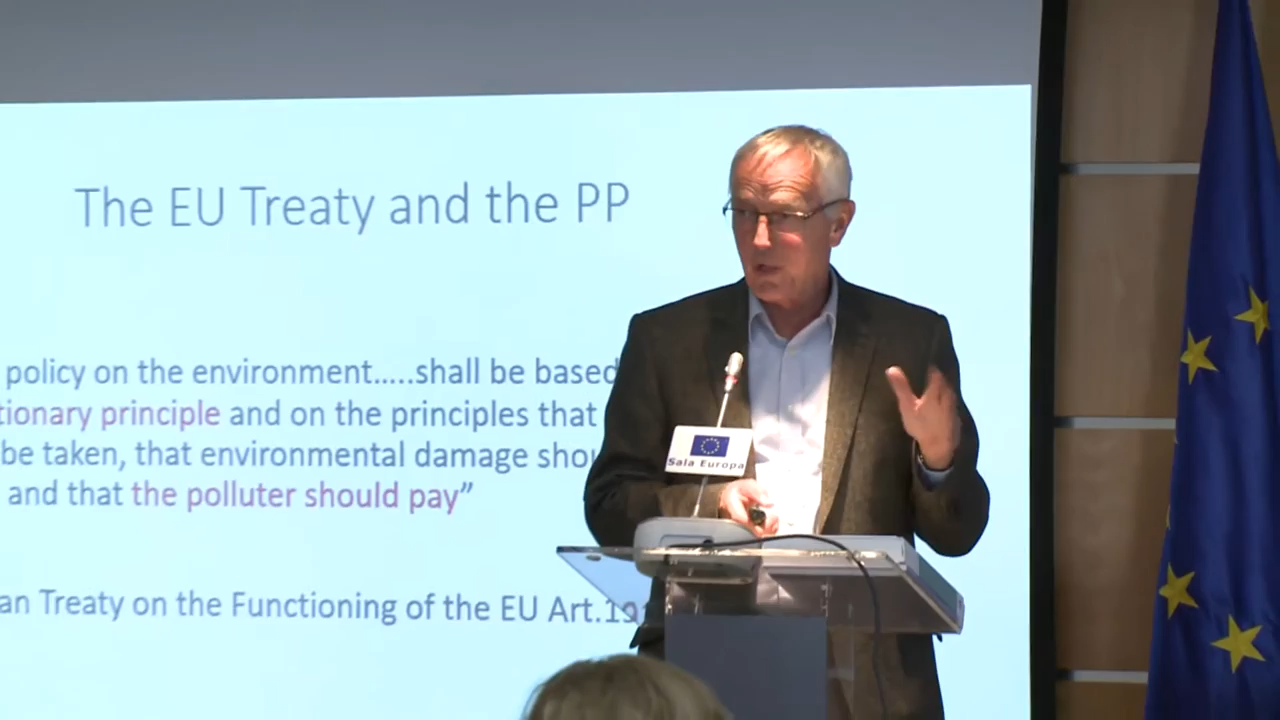 The EU Treaty and the PP
policy on the environment.....shall be based
tionary principle and on the principles that
be taken, that environmental damage shou
and that the polluter should pay”
an Treaty on the Functioning of the EU Art.19
Sala Europa